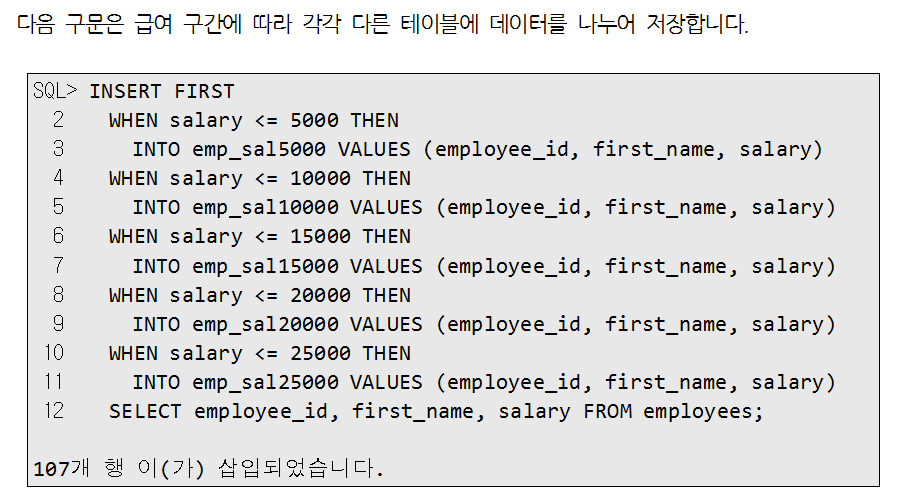 다음 구문은 급여 구간에 따라 각각 다른 테이블에 데이터를 나누어 저장합니다.
SQL> INSERT FIRST
2 WHEN salary <= 5000 THEN
3 INTO emp_sal5000 VALUES (employee_id, first_name, salary)
4 WHEN salary <= 10000 THEN
5 INTO emp_sal10000 VALUES (employee_id, first_name, salary)
6 WHEN salary <= 15000 THEN
7 INTO emp_sal15000 VALUES (employee_id, first_name, salary)
8 WHEN salary <= 20000 THEN
9 INTO emp_sal20000 VALUES (employee_id, first_name, salary)
10 WHEN salary <= 25000 THEN
11 INTO emp_sal25000 VALUES (employee_id, first_name, salary)
12 SELECT employee_id, first_name, salary FROM employees;
107개 행 이(가) 삽입되었습니다.